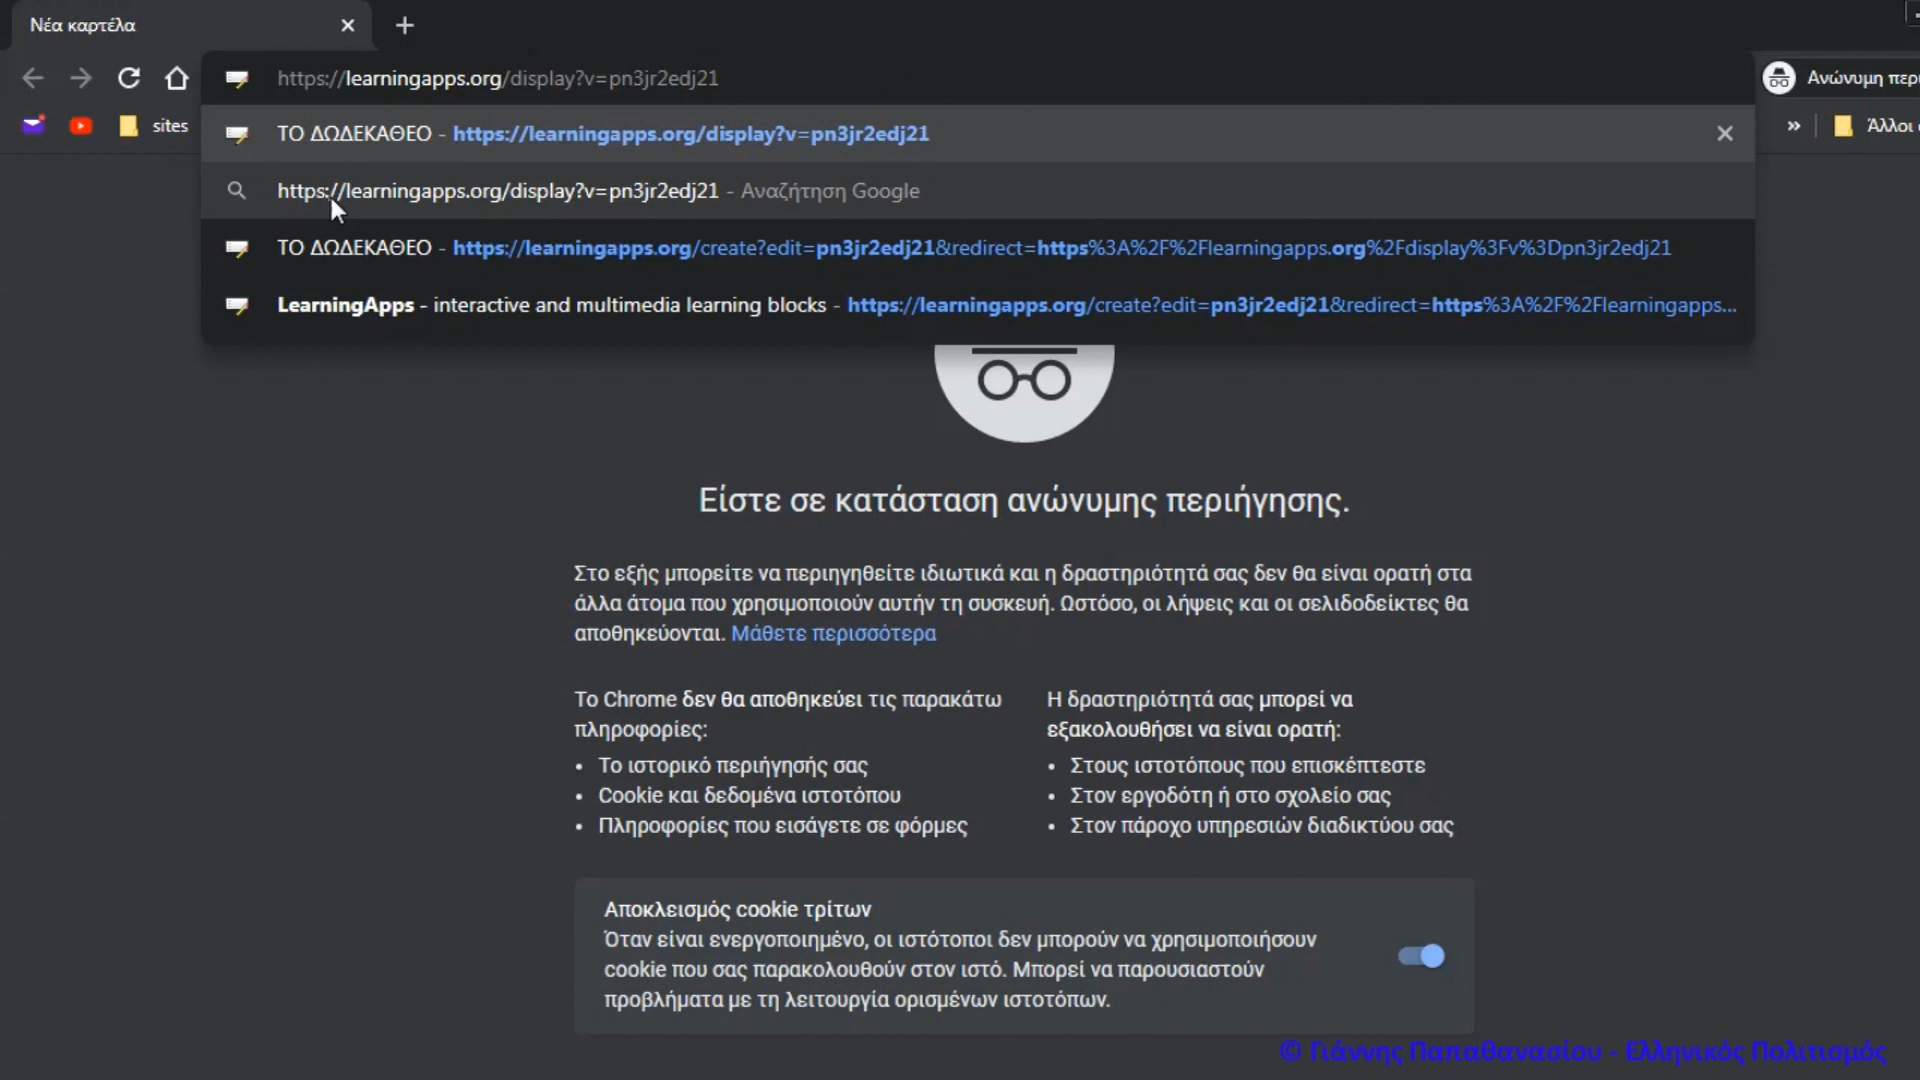 Νέα καρτέλα
https://learningapps.org/display?v=pn3jr2edj21
Ανώνυμη περι
sites
Άλλοι
ΤΟ ΔΩΔΕΚΑΘΕΟ - https://learningapps.org/display?v=pn3jr2edj21
https://learningapps.org/display?v=pn3jr2edj21 - Αναζήτηση Google
ΤΟ ΔΩΔΕΚΑΘΕΟ - https://learningapps.org/create?edit=pn3jr2edj21&redirect=https%3A%2F%2Flearningapps.org%2Fdisplay%3Fv%3Dpn3jr2edj21
LearningApps - interactive and multimedia learning blocks - https://learningapps.org/create?edit=pn3jr2edj21&redirect=https%3A%2F%2Flearningapps...
Είστε σε κατάσταση ανώνυμης περιήγησης.
Στο εξής μπορείτε να περιηγηθείτε ιδιωτικά και η δραστηριότητά σας δεν θα είναι ορατή στα
άλλα άτομα που χρησιμοποιούν αυτήν τη συσκευή. Ωστόσο, οι λήψεις και οι σελιδοδείκτες θα
αποθηκεύονται. Μάθετε περισσότερα
Το Chrome δεν θα αποθηκεύει τις παρακάτω
πληροφορίες:
• Το ιστορικό περιήγησής σας
• Cookie και δεδομένα ιστοτόπου
• Πληροφορίες που εισάγετε σε φόρμες
Η δραστηριότητά σας μπορεί να
εξακολουθήσει να είναι ορατή:
• Στους ιστοτόπους που επισκέπτεστε
• Στον εργοδότη ή στο σχολείο σας
• Στον πάροχο υπηρεσιών διαδικτύου σας
Αποκλεισμός cookie τρίτων
Όταν είναι ενεργοποιημένο, οι ιστότοποι δεν μπορούν να χρησιμοποιήσουν
cookie που σας παρακολουθούν στον ιστό. Μπορεί να παρουσιαστούν
προβλήματα με τη λειτουργία ορισμένων ιστοτόπων.
© Γιάννης Παπαθανασίου - Ελληνικός Πολιτισμός